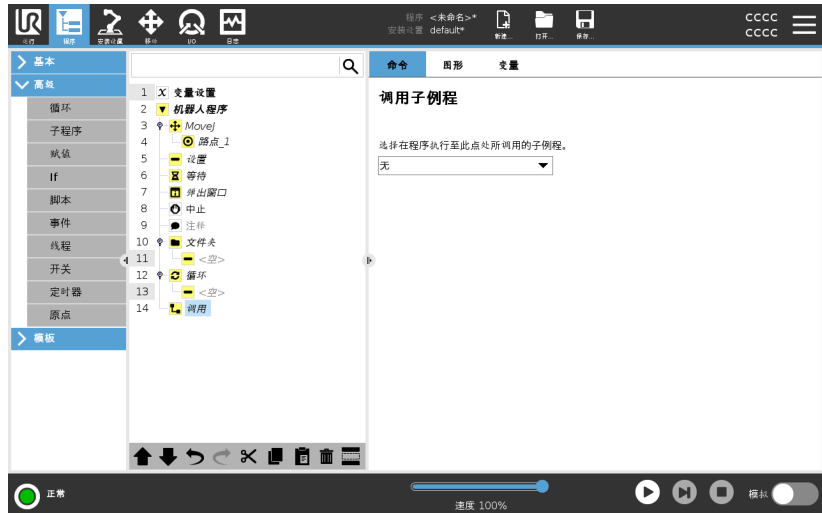 UR
运行
程序
安装设置
移动
I/O
日志
程序 <未命名>*
安装设置 default*
新建...
打开...
保存...
CCCC
CCCC
基本
高级
循环
子程序
赋值
If
脚本
事件
线程
开关
定时器
原点
模板
1 X 变量设置
2 机器人程序
3 MoveJ
4 路点_1
5 设置
6 等待
7 弹出窗口
8 中止
9 注释
10 文件夹
11 <空>
12 循环
13 <空>
14 调用
命令 图形 变量
调用子例程
选择在程序执行至此点处所调用的子例程。
无
正常
速度 100%
模拟